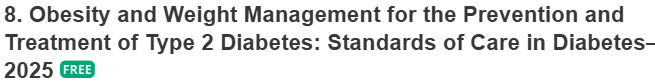 8. Obesity and Weight Management for the Prevention and
Treatment of Type 2 Diabetes: Standards of Care in Diabetes–
2025 FREE